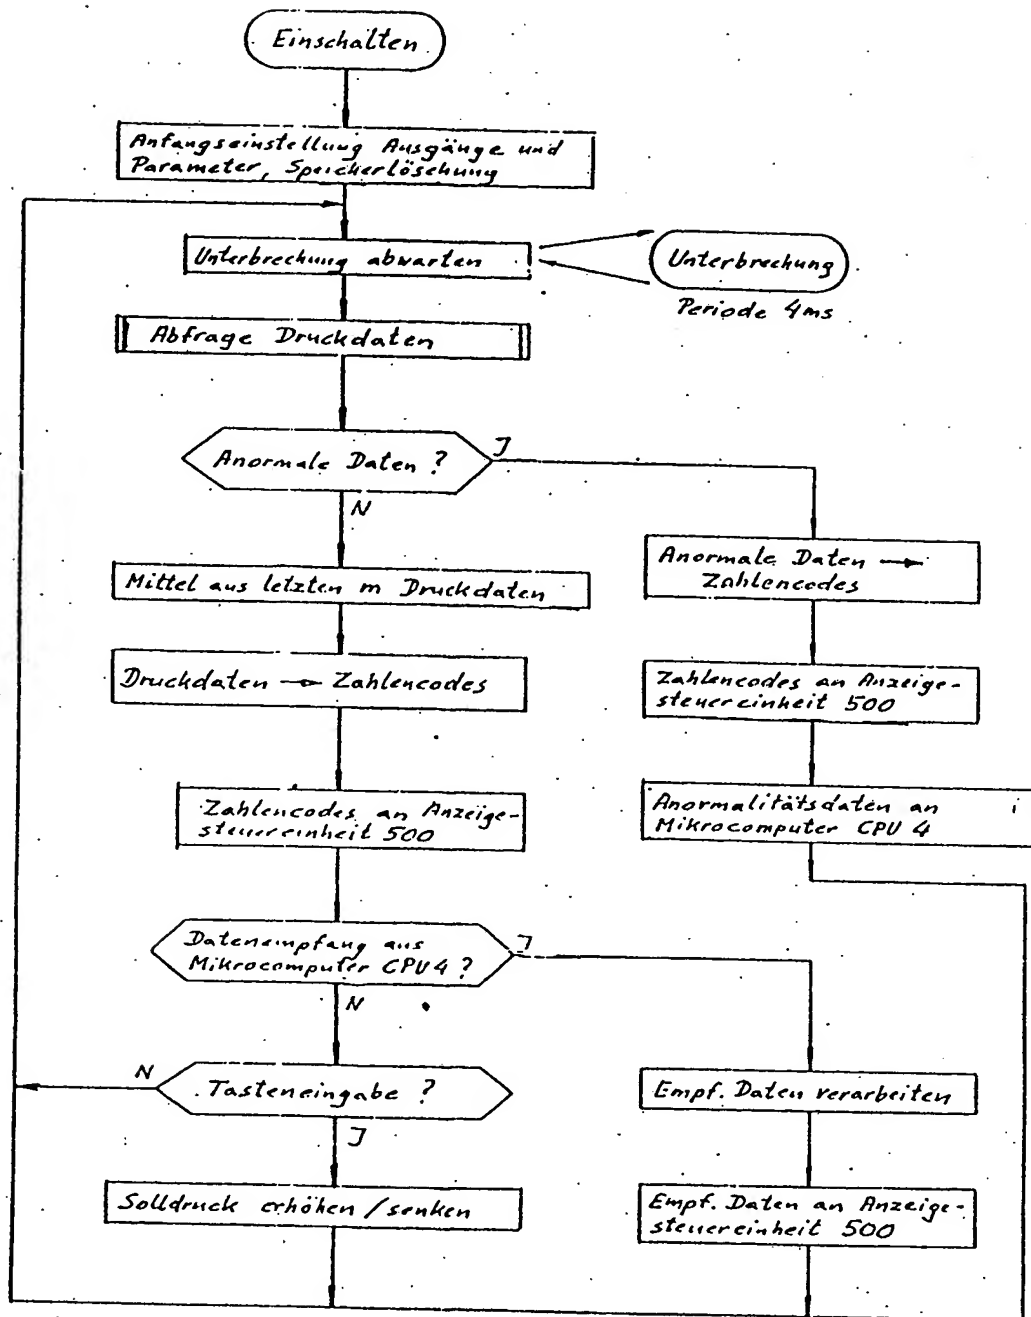 Einschalten
Anfangseinstellung Ausgänge und
Parameter, Speicherlöschung
Unterbrechung abwarten
Unterbrechung
Periode 4ms
Abfrage Druckdaten
Anormale Daten ?
J
N
Anormale Daten →
Zahlencodes
Mittel aus letzten m Druckdaten
Druckdaten → Zahlencodes
Zahlencodes an Anzeige-
steuereinheit 500
Zahlencodes an Anzeige-
steuereinheit 500
Anormalitätsdaten an
Mikrocomputer CPU 4
Datenempfang aus
Mikrocomputer CPU4 ?
J
N
N
Tasteneingabe ?
J
Empf. Daten verarbeiten
Solldruck erhöhen / senken
Empf. Daten an Anzeige-
steuereinheit 500